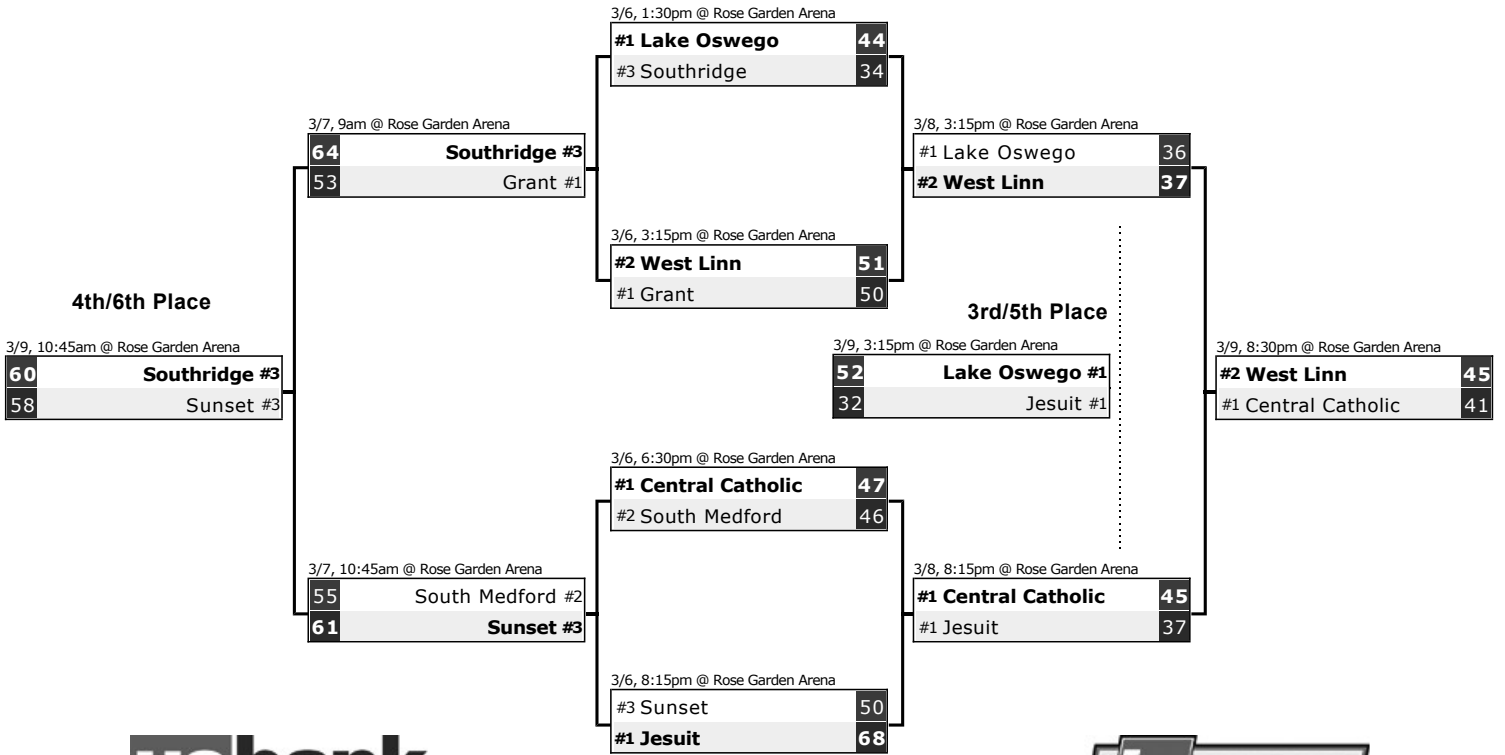 3/6, 1:30pm @ Rose Garden Arena
#1 Lake Oswego 44
#3 Southridge 34
3/7, 9am @ Rose Garden Arena
64 Southridge #3
53 Grant #1
3/8, 3:15pm @ Rose Garden Arena
#1 Lake Oswego 36
#2 West Linn 37
3/6, 3:15pm @ Rose Garden Arena
#2 West Linn 51
#1 Grant 50
4th/6th Place
3/9, 10:45am @ Rose Garden Arena
60 Southridge #3
58 Sunset #3
3rd/5th Place
3/9, 3:15pm @ Rose Garden Arena
52 Lake Oswego #1
32 Jesuit #1
3/9, 8:30pm @ Rose Garden Arena
#2 West Linn 45
#1 Central Catholic 41
3/6, 6:30pm @ Rose Garden Arena
#1 Central Catholic 47
#2 South Medford 46
3/7, 10:45am @ Rose Garden Arena
55 South Medford #2
61 Sunset #3
3/8, 8:15pm @ Rose Garden Arena
#1 Central Catholic 45
#1 Jesuit 37
3/6, 8:15pm @ Rose Garden Arena
#3 Sunset 50
#1 Jesuit 68